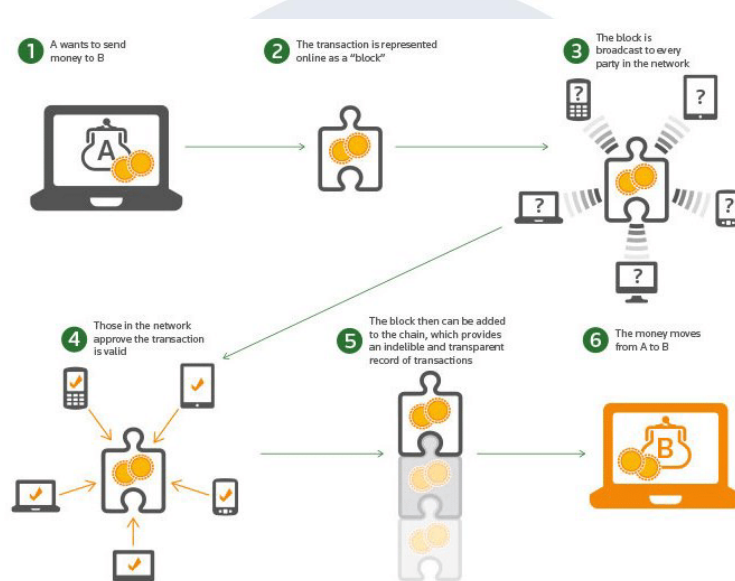 1
A wants to send
money to B
2
The transaction is represented
online as a “block”
3
The block is
broadcast to every
party in the network
A
?
?
?
?
?
4
Those in the network
approve the transaction
is valid
5
The block then can be added
to the chain, which provides
an indelible and transparent
record of transactions
6
The money moves
from A to B
B